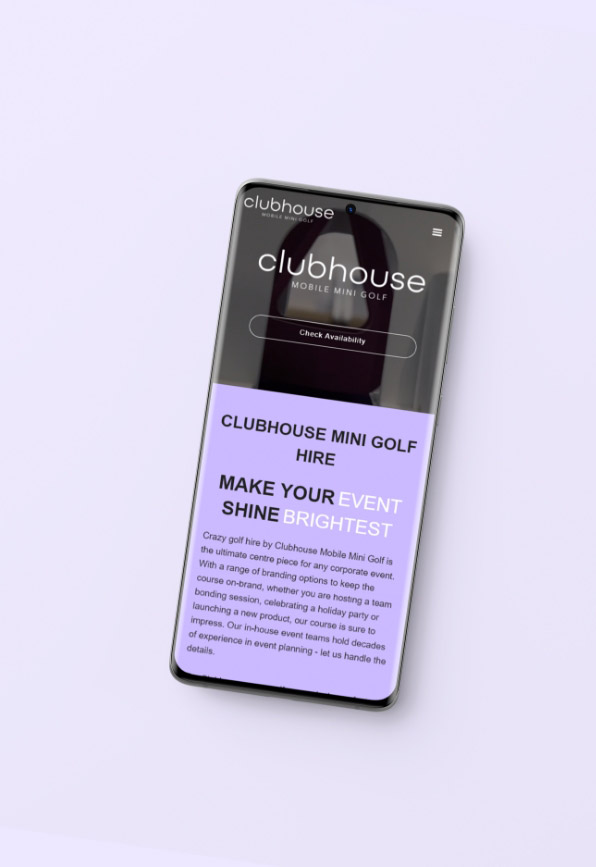 clubhouse
MOBILE MINI GOLF
clubhouse
MOBILE MINI GOLF
Check Availability
CLUBHOUSE MINI GOLF
HIRE
MAKE YOUR EVENT
SHINE BRIGHTEST
Crazy golf hire by Clubhouse Mobile Mini Golf is
the ultimate centre piece for any corporate event.
With a range of branding options to keep the
course on-brand, whether you are hosting a team
bonding session, celebrating a holiday party or
launching a new product, our course is sure to
impress. Our in-house event teams hold decades
of experience in event planning - let us handle the
details.